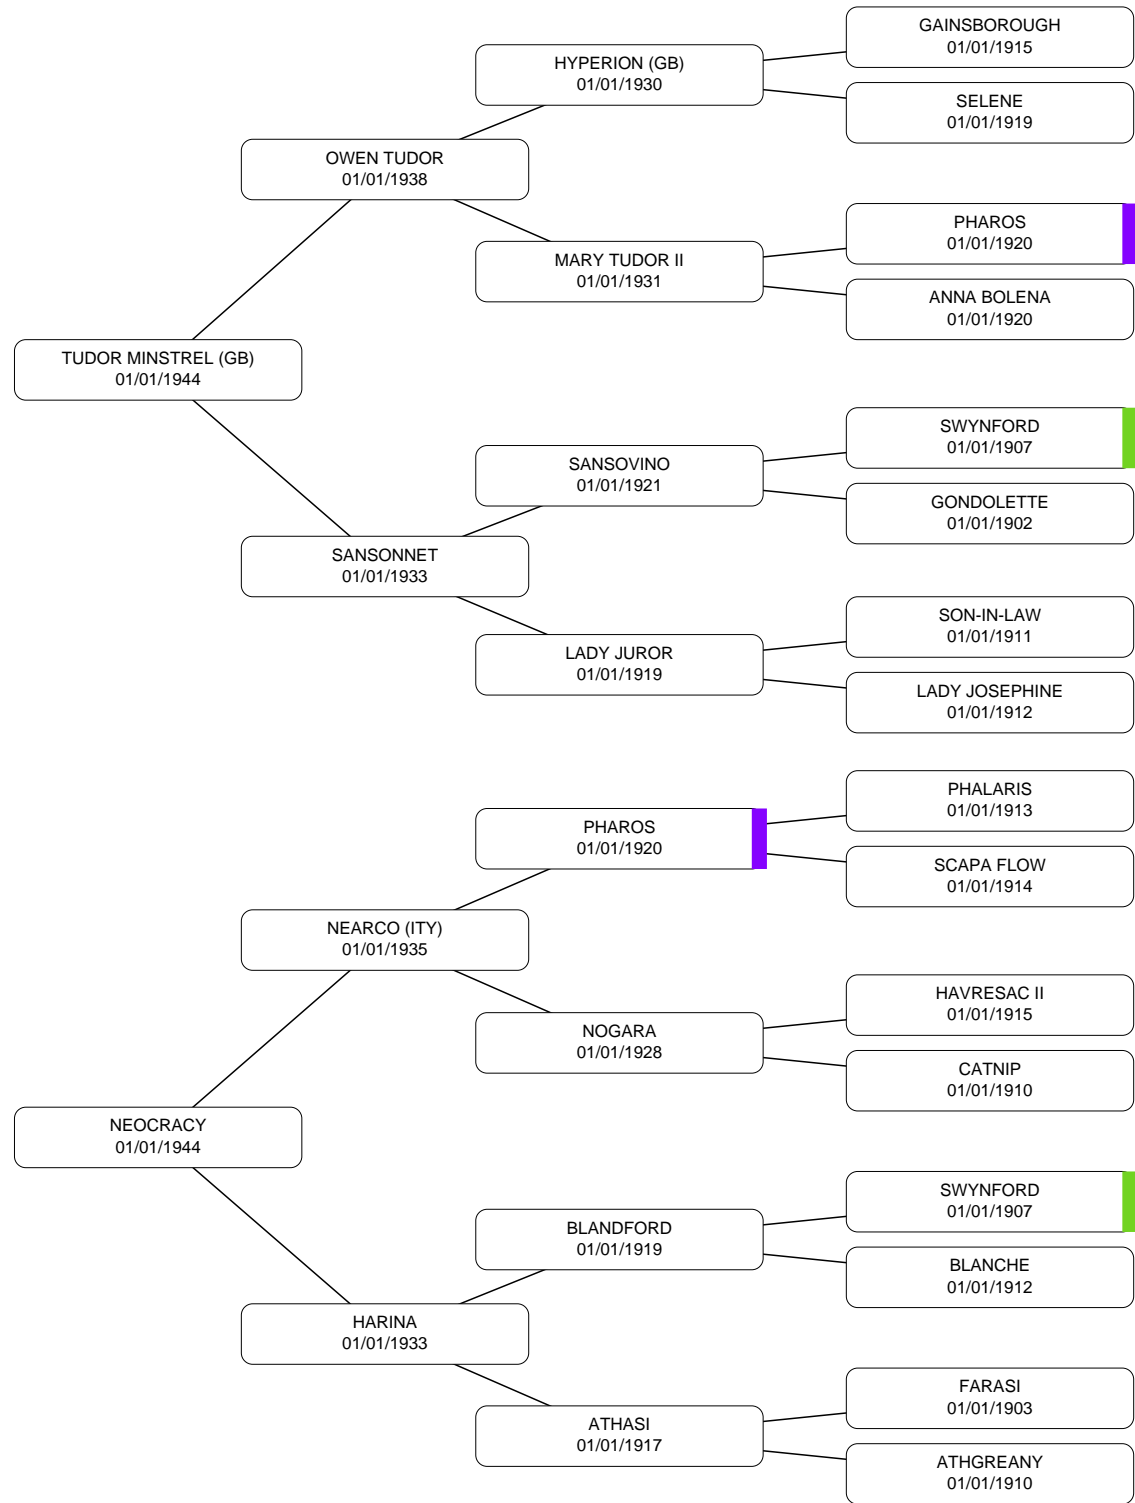 GAINSBOROUGH
01/01/1915
HYPERION (GB)
01/01/1930
SELENE
01/01/1919
OWEN TUDOR
01/01/1938
PHAROS
01/01/1920
MARY TUDOR II
01/01/1931
ANNA BOLENA
01/01/1920
TUDOR MINSTREL (GB)
01/01/1944
SWYNFORD
01/01/1907
SANSOVINO
01/01/1921
GONDOLETTE
01/01/1902
SANSONNET
01/01/1933
SON-IN-LAW
01/01/1911
LADY JUROR
01/01/1919
LADY JOSEPHINE
01/01/1912
PHALARIS
01/01/1913
PHAROS
01/01/1920
SCAPA FLOW
01/01/1914
NEARCO (ITY)
01/01/1935
HAVRESAC II
01/01/1915
NOGARA
01/01/1928
CATNIP
01/01/1910
NEOCRACY
01/01/1944
SWYNFORD
01/01/1907
BLANDFORD
01/01/1919
BLANCHE
01/01/1912
HARINA
01/01/1933
FARASI
01/01/1903
ATHASI
01/01/1917
ATHGREANY
01/01/1910